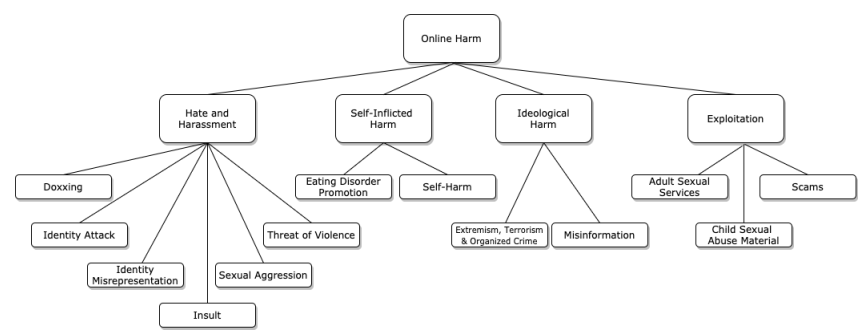 Online Harm
Hate and
Harassment
Self-Inflicted
Harm
Ideological
Harm
Exploitation
Doxxing
Eating Disorder
Promotion
Self-Harm
Adult Sexual
Services
Scams
Identity Attack
Threat of Violence
Extremism, Terrorism
& Organized Crime
Misinformation
Child Sexual
Abuse Material
Identity
Misrepresentation
Sexual Aggression
Insult